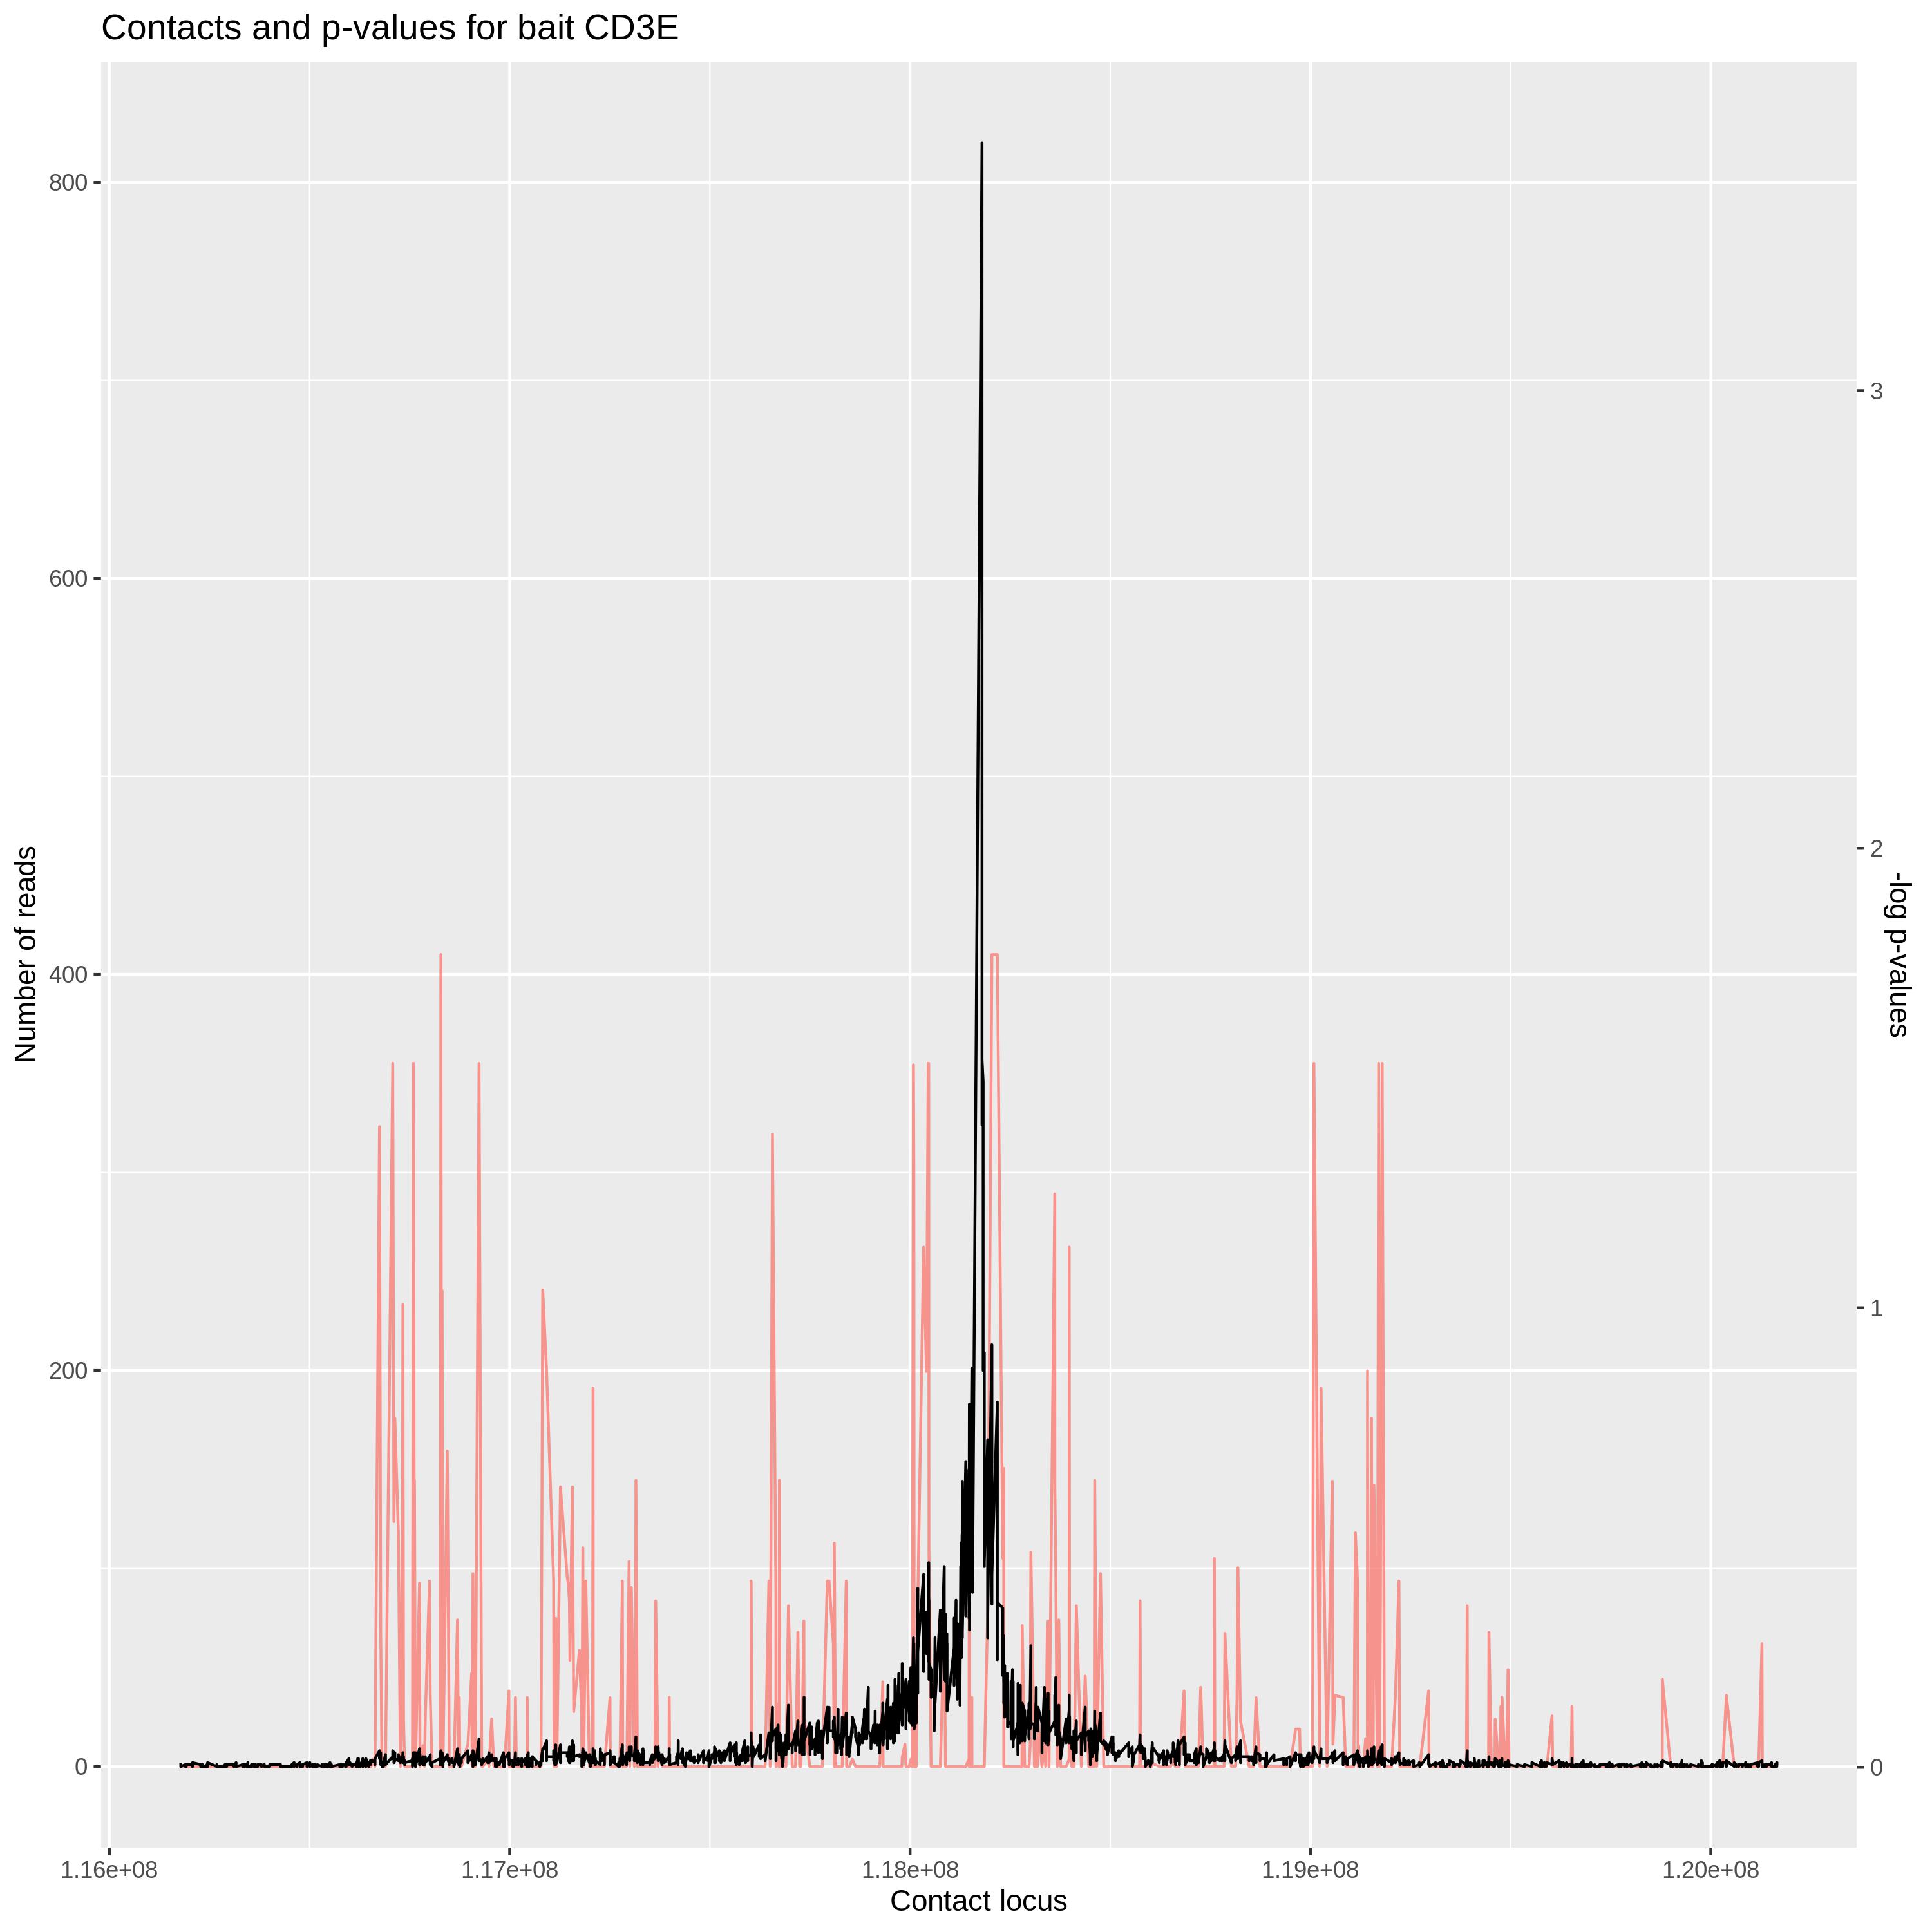 Contacts and p-values for bait CD3E
800
600
400
200
0
Number of reads
3
2
1
0
-log p-values
1.16e+08
1.17e+08
1.18e+08
1.19e+08
1.20e+08
Contact locus